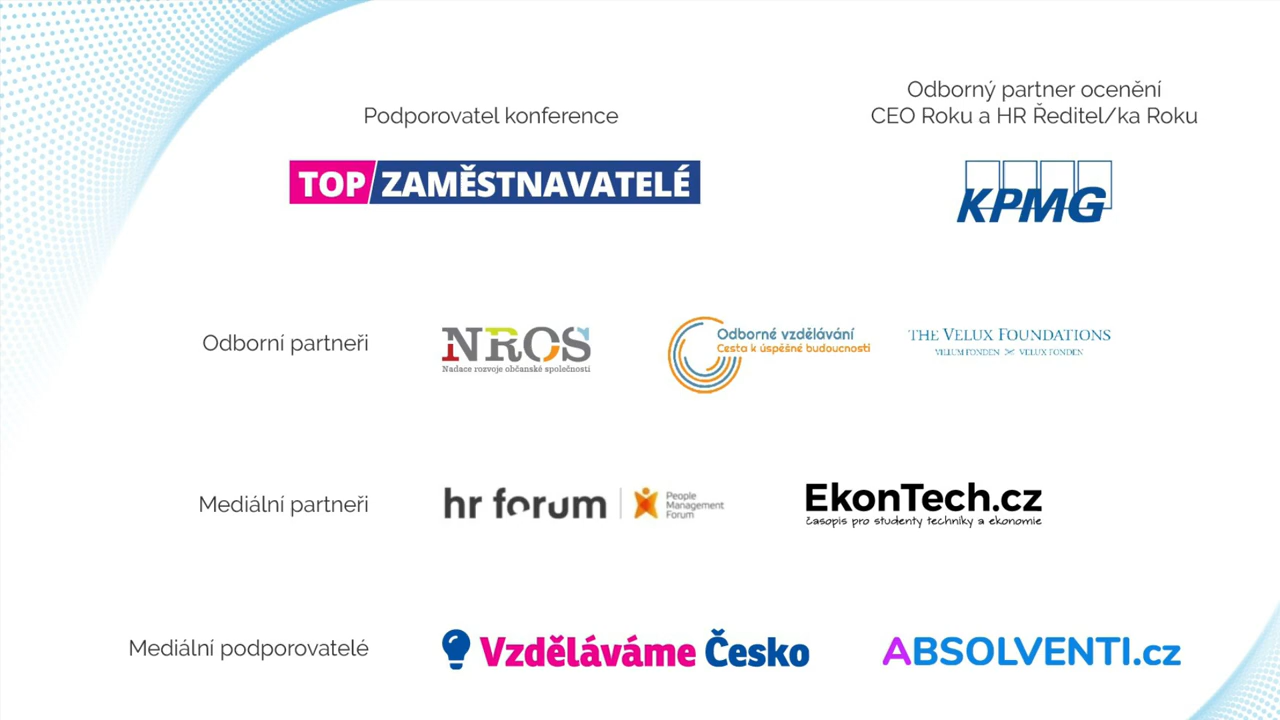 Podporovatel konference
Odborný partner ocenění
CEO Roku a HR Ředitel/ka Roku
TOP ZAMĚSTNAVATELÉ
KPMG
Odborní partneři
NROS
Nadace rozvoje občanské společnosti
Odborné vzdělávání
Cesta k úspěšné budoucnosti
THE VELUX FOUNDATIONS
VILLUM FONDEN VELUX FONDEN
Mediální partneři
hr forum
People
Management
Forum
EkonTech.cz
časopis pro studenty techniky a ekonomie
Mediální podporovatelé
Vzděláváme Česko
ABSOLVENTI.cz